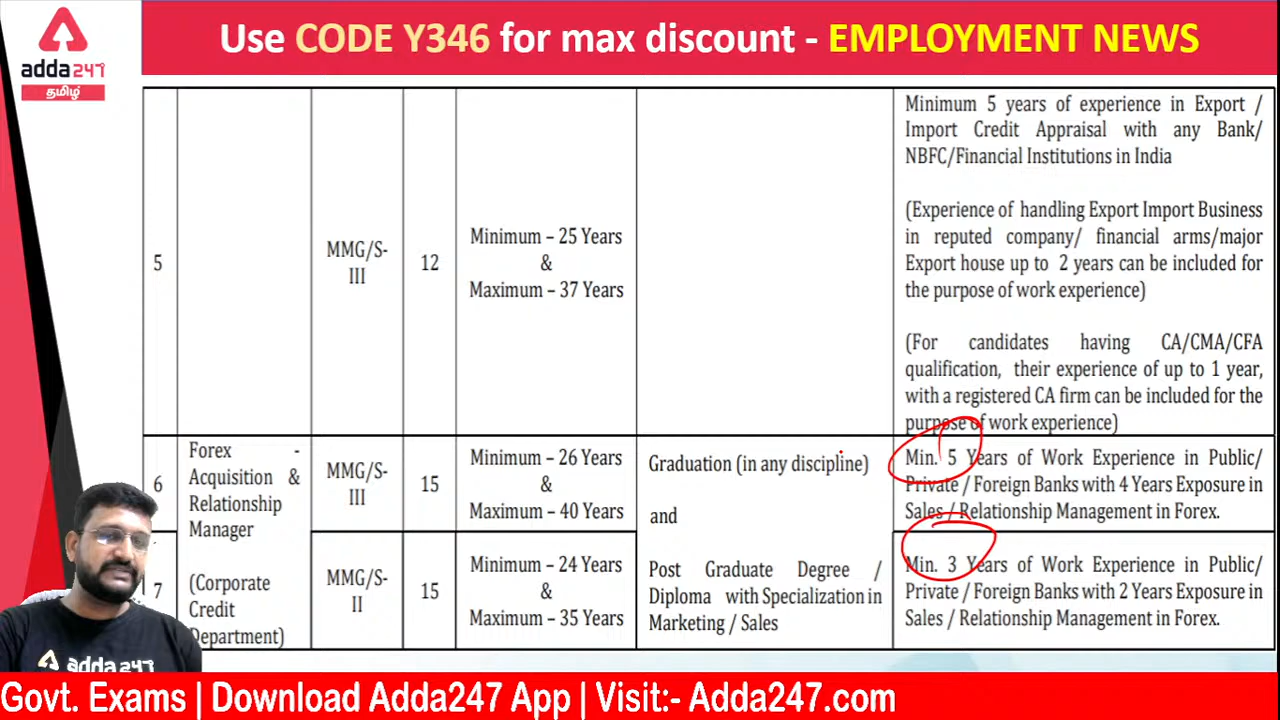 adda247
தமிழ்
Use CODE Y346 for max discount - EMPLOYMENT NEWS
5
MMG/S-
III
12
Minimum – 25 Years
&
Maximum – 37 Years
Minimum 5 years of experience in Export /
Import Credit Appraisal with any Bank/
NBFC/Financial Institutions in India
(Experience of handling Export Import Business
in reputed company/ financial arms/major
Export house up to 2 years can be included for
the purpose of work experience)
(For candidates having CA/CMA/CFA
qualification, their experience of up to 1 year,
with a registered CA firm can be included for the
purpose of work experience)
6
Forex -
Acquisition &
Relationship
Manager
(Corporate
Credit
Department)
MMG/S-
III
15
Minimum – 26 Years
&
Maximum – 40 Years
Graduation (in any discipline)
and
Post Graduate Degree /
Diploma with Specialization in
Marketing / Sales
Min. 5 Years of Work Experience in Public/
Private / Foreign Banks with 4 Years Exposure in
Sales / Relationship Management in Forex.
7
MMG/S-
II
15
Minimum – 24 Years
&
Maximum – 35 Years
Min. 3 Years of Work Experience in Public/
Private / Foreign Banks with 2 Years Exposure in
Sales / Relationship Management in Forex.
adda247
Govt. Exams | Download Adda247 App | Visit:- Adda247.com